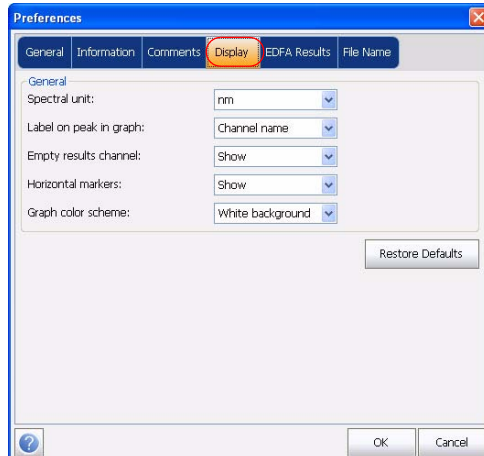 Preferences
General Information Comments Display EDFA Results File Name
General
Spectral unit: nm
Label on peak in graph: Channel name
Empty results channel: Show
Horizontal markers: Show
Graph color scheme: White background
Restore Defaults
? OK Cancel